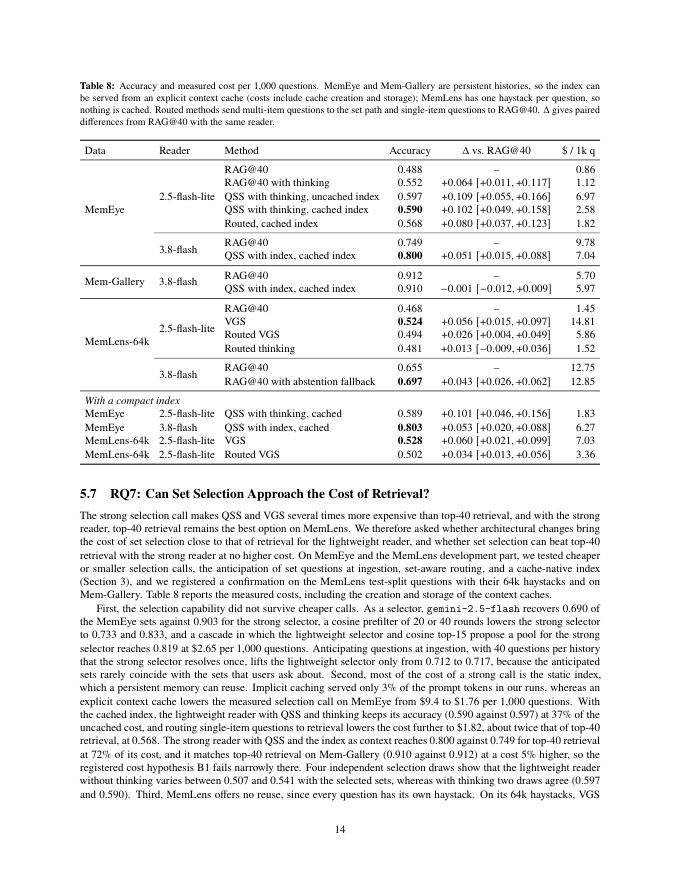 Table 8: Accuracy and measured cost per 1,000 questions. MemEye and Mem-Gallery are persistent histories, so the index can
be served from an explicit context cache (costs include cache creation and storage); MemLens has one haystack per question, so
nothing is cached. Routed methods send multi-item questions to the set path and single-item questions to RAG@40. Δ gives paired
differences from RAG@40 with the same reader.
Data Reader Method Accuracy Δ vs. RAG@40 $ / 1k q
MemEye 2.5-flash-lite RAG@40 0.488 – 0.86
RAG@40 with thinking 0.552 +0.064 [+0.011, +0.117] 1.12
QSS with thinking, uncached index 0.597 +0.109 [+0.055, +0.166] 6.97
QSS with thinking, cached index 0.590 +0.102 [+0.049, +0.158] 2.58
Routed, cached index 0.568 +0.080 [+0.037, +0.123] 1.82
3.8-flash RAG@40 0.749 – 9.78
QSS with index, cached index 0.800 +0.051 [+0.015, +0.088] 7.04
Mem-Gallery 3.8-flash RAG@40 0.912 – 5.70
QSS with index, cached index 0.910 −0.001 [−0.012, +0.009] 5.97
MemLens-64k 2.5-flash-lite RAG@40 0.468 – 1.45
VGS 0.524 +0.056 [+0.015, +0.097] 14.81
Routed VGS 0.494 +0.026 [+0.004, +0.049] 5.86
Routed thinking 0.481 +0.013 [−0.009, +0.036] 1.52
3.8-flash RAG@40 0.655 – 12.75
RAG@40 with abstention fallback 0.697 +0.043 [+0.026, +0.062] 12.85
With a compact index
MemEye 2.5-flash-lite QSS with thinking, cached 0.589 +0.101 [+0.046, +0.156] 1.83
MemEye 3.8-flash QSS with index, cached 0.803 +0.053 [+0.020, +0.088] 6.27
MemLens-64k 2.5-flash-lite VGS 0.528 +0.060 [+0.021, +0.099] 7.03
MemLens-64k 2.5-flash-lite Routed VGS 0.502 +0.034 [+0.013, +0.056] 3.36
5.7 RQ7: Can Set Selection Approach the Cost of Retrieval?
The strong selection call makes QSS and VGS several times more expensive than top-40 retrieval, and with the strong
reader, top-40 retrieval remains the best option on MemLens. We therefore asked whether architectural changes bring
the cost of set selection close to that of retrieval for the lightweight reader, and whether set selection can beat top-40
retrieval with the strong reader at no higher cost. On MemEye and the MemLens development part, we tested cheaper
or smaller selection calls, the anticipation of set questions at ingestion, set-aware routing, and a cache-native index
(Section 3), and we registered a confirmation on the MemLens test-split questions with their 64k haystacks and on
Mem-Gallery. Table 8 reports the measured costs, including the creation and storage of the context caches.
First, the selection capability did not survive cheaper calls. As a selector, gemini-2.5-flash recovers 0.690 of
the MemEye sets against 0.903 for the strong selector, a cosine prefilter of 20 or 40 rounds lowers the strong selector
to 0.733 and 0.833, and a cascade in which the lightweight selector and cosine top-15 propose a pool for the strong
selector reaches 0.819 at $2.65 per 1,000 questions. Anticipating questions at ingestion, with 40 questions per history
that the strong selector resolves once, lifts the lightweight selector only from 0.712 to 0.717, because the anticipated
sets rarely coincide with the sets that users ask about. Second, most of the cost of a strong call is the static index,
which a persistent memory can reuse. Implicit caching served only 3% of the prompt tokens in our runs, whereas an
explicit context cache lowers the measured selection call on MemEye from $9.4 to $1.76 per 1,000 questions. With
the cached index, the lightweight reader with QSS and thinking keeps its accuracy (0.590 against 0.597) at 37% of the
uncached cost, and routing single-item questions to retrieval lowers the cost further to $1.82, about twice that of top-40
retrieval, at 0.568. The strong reader with QSS and the index as context reaches 0.800 against 0.749 for top-40 retrieval
at 72% of its cost, and it matches top-40 retrieval on Mem-Gallery (0.910 against 0.912) at a cost 5% higher, so the
registered cost hypothesis B1 fails narrowly there. Four independent selection draws show that the lightweight reader
without thinking varies between 0.507 and 0.541 with the selected sets, whereas with thinking two draws agree (0.597
and 0.590). Third, MemLens offers no reuse, since every question has its own haystack. On its 64k haystacks, VGS
14